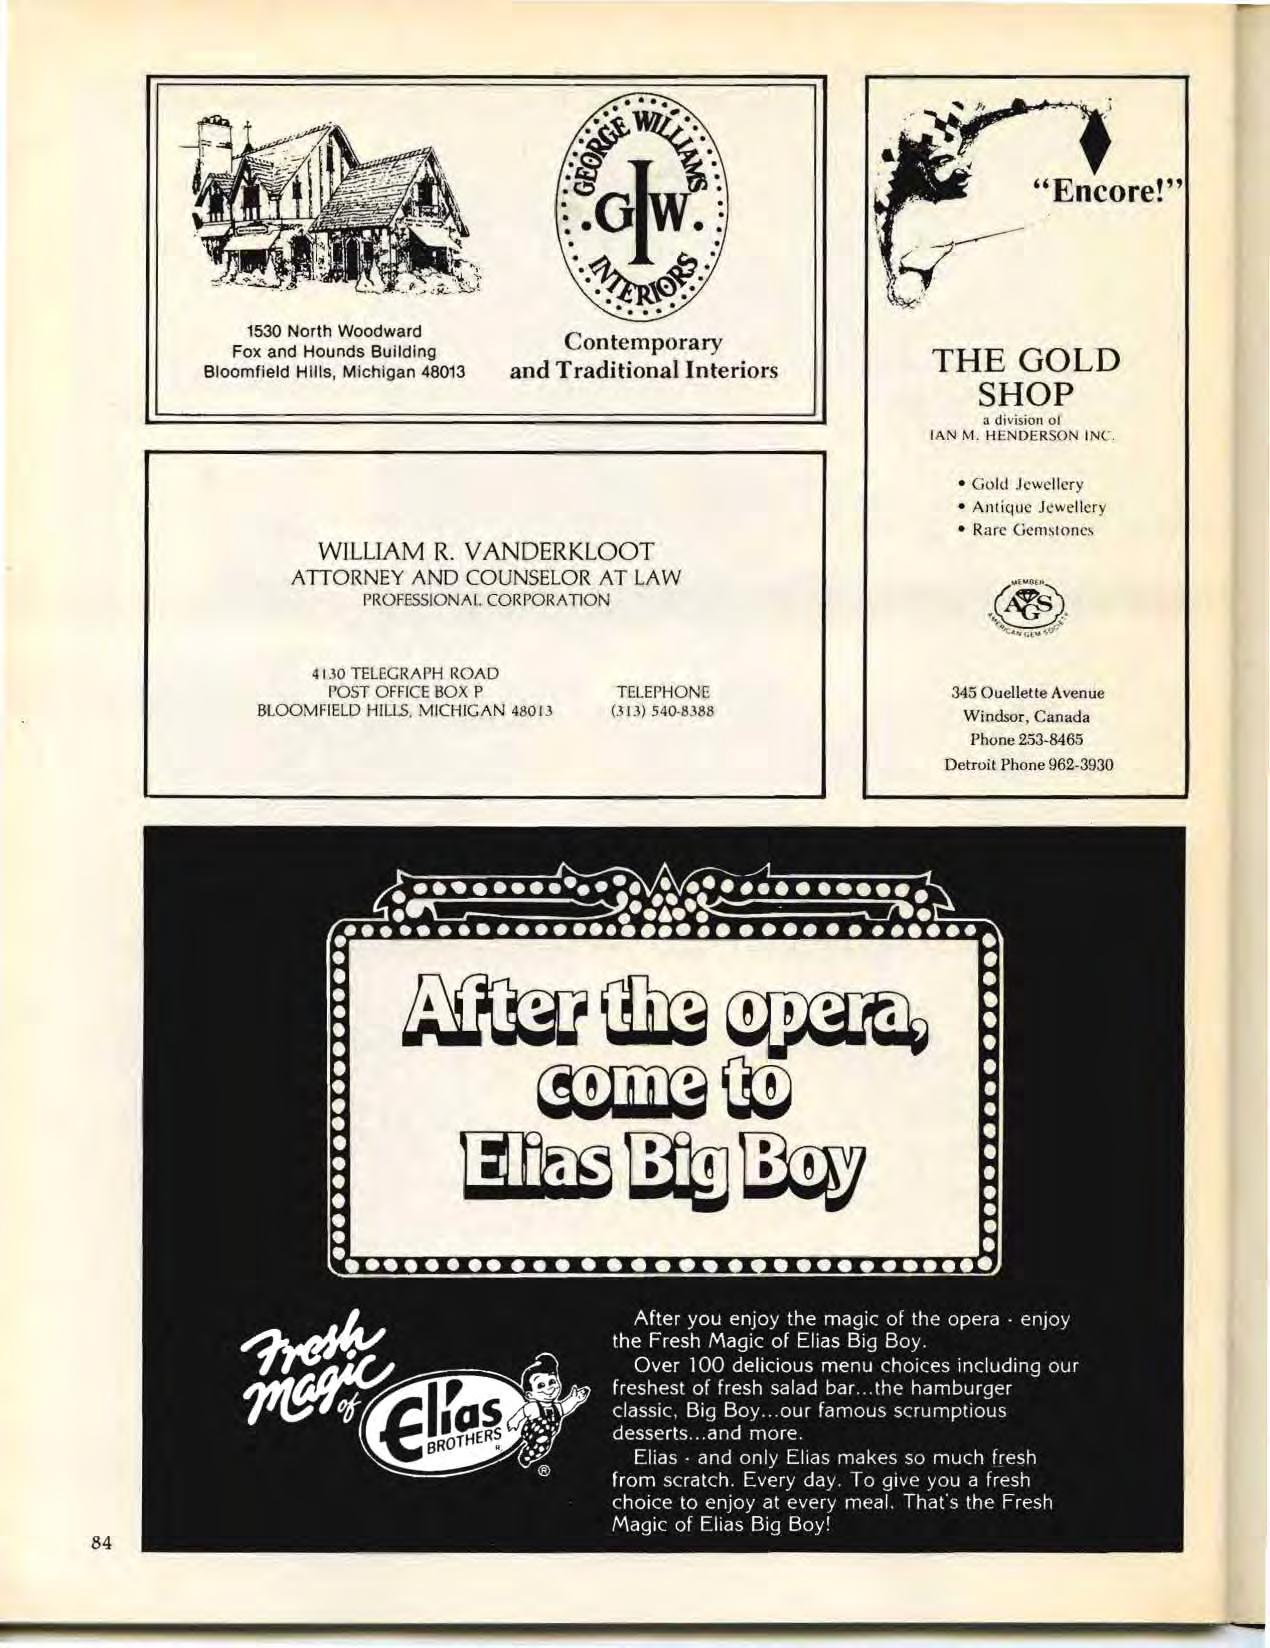 GEORGE WILLIAMS
G I W
INTERIORS
1530 North Woodward
Fox and Hounds Building
Bloomfield Hills, Michigan 48013
Contemporary
and Traditional Interiors
WILLIAM R. VANDERKLOOT
ATTORNEY AND COUNSELOR AT LAW
PROFESSIONAL CORPORATION
4130 TELEGRAPH ROAD
POST OFFICE BOX P
BLOOMFIELD HILLS, MICHIGAN 48013
TELEPHONE
(313) 540-8388
"Encore!"
THE GOLD
SHOP
a division of
IAN M. HENDERSON INC.
• Gold Jewellery
• Antique Jewellery
• Rare Gemstones
MEMBER
AGS
AMERICAN GEM SOCIETY
345 Ouellette Avenue
Windsor, Canada
Phone 253-8465
Detroit Phone 962-3930
After the opera,
come to
Elias Big Boy
Fresh
Magic
of
Elias
BROTHERS
®
After you enjoy the magic of the opera - enjoy
the Fresh Magic of Elias Big Boy.
Over 100 delicious menu choices including our
freshest of fresh salad bar...the hamburger
classic, Big Boy...our famous scrumptious
desserts...and more.
Elias - and only Elias makes so much fresh
from scratch. Every day. To give you a fresh
choice to enjoy at every meal. That's the Fresh
Magic of Elias Big Boy!
84